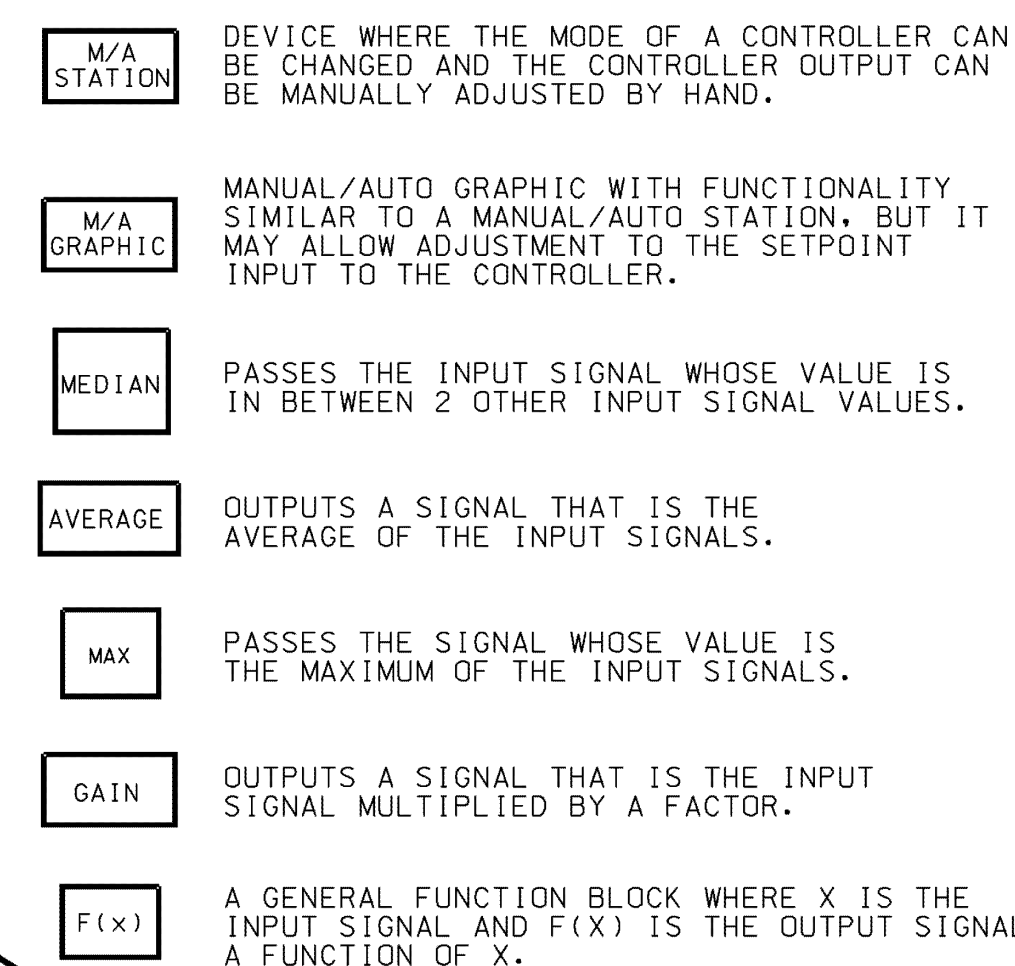 M/A
STATION
DEVICE WHERE THE MODE OF A CONTROLLER CAN
BE CHANGED AND THE CONTROLLER OUTPUT CAN
BE MANUALLY ADJUSTED BY HAND.
M/A
GRAPHIC
MANUAL/AUTO GRAPHIC WITH FUNCTIONALITY
SIMILAR TO A MANUAL/AUTO STATION, BUT IT
MAY ALLOW ADJUSTMENT TO THE SETPOINT
INPUT TO THE CONTROLLER.
MEDIAN
PASSES THE INPUT SIGNAL WHOSE VALUE IS
IN BETWEEN 2 OTHER INPUT SIGNAL VALUES.
AVERAGE
OUTPUTS A SIGNAL THAT IS THE
AVERAGE OF THE INPUT SIGNALS.
MAX
PASSES THE SIGNAL WHOSE VALUE IS
THE MAXIMUM OF THE INPUT SIGNALS.
GAIN
OUTPUTS A SIGNAL THAT IS THE INPUT
SIGNAL MULTIPLIED BY A FACTOR.
F(x)
A GENERAL FUNCTION BLOCK WHERE X IS THE
INPUT SIGNAL AND F(X) IS THE OUTPUT SIGNAL
A FUNCTION OF X.